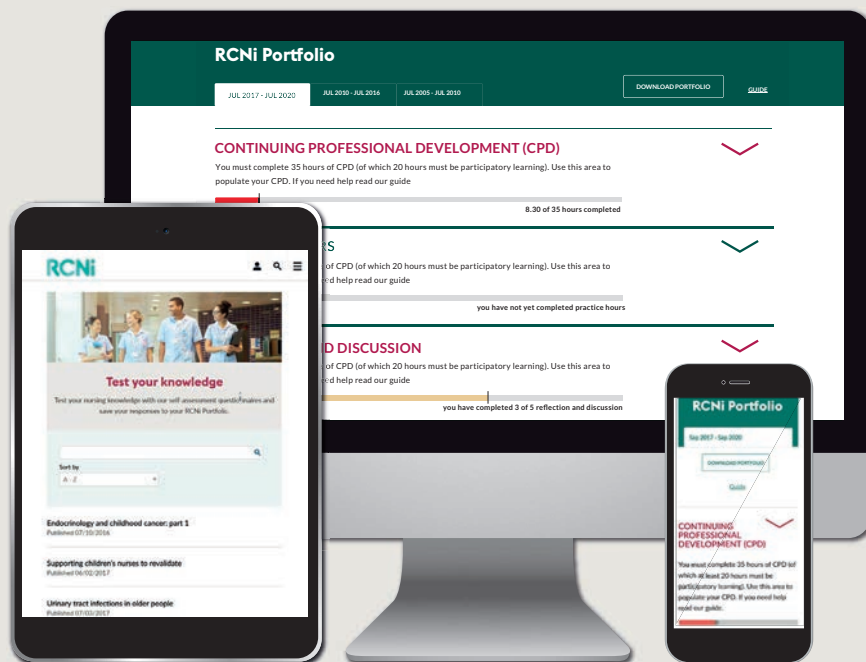 RCNi Portfolio
JUL 2017 - JUL 2020
JUL 2010 - JUL 2016
JUL 2005 - JUL 2010
DOWNLOAD PORTFOLIO
GUIDE
CONTINUING PROFESSIONAL DEVELOPMENT (CPD)
You must complete 35 hours of CPD (of which 20 hours must be participatory learning). Use this area to
populate your CPD. If you need help read our guide
8.30 of 35 hours completed
RS
of CPD (of which 20 hours must be participatory learning). Use this area to
d help read our guide
you have not yet completed practice hours
D DISCUSSION
of CPD (of which 20 hours must be participatory learning). Use this area to
d help read our guide
you have completed 3 of 5 reflection and discussion
RCNi
Test your knowledge
Test your nursing knowledge with our self assessment questionnaires and
save your responses to your RCNi Portfolio.
Sort by
A - Z
Endocrinology and childhood cancer: part 1
Published 07/10/2016
Supporting children's nurses to revalidate
Published 06/02/2017
Urinary tract infections in older people
Published 07/03/2017
RCNi Portfolio
Sep 2017 - Sep 2020
DOWNLOAD PORTFOLIO
Guide
CONTINUING
PROFESSIONAL
DEVELOPMENT (CPD)
You must complete 35 hours of CPD (of
which at least 20 hours must be
participatory learning). Use this area to
populate your CPD. If you need help
read our guide.